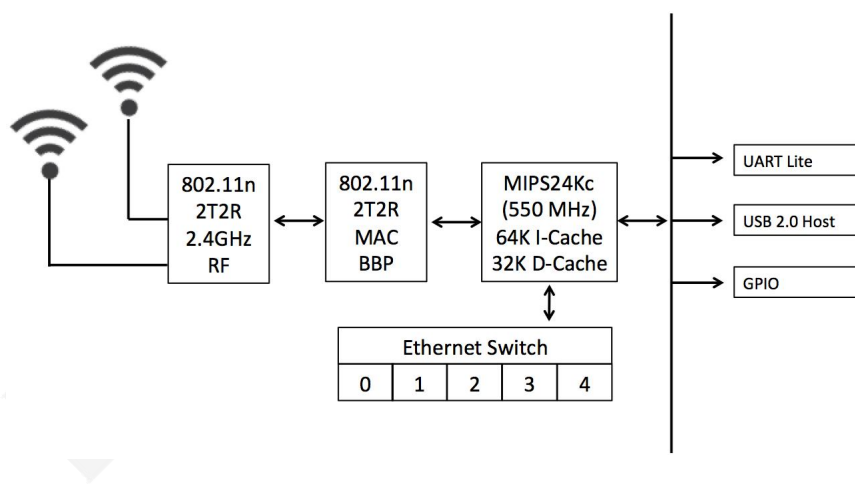 802.11n
2T2R
2.4GHz
RF
802.11n
2T2R
MAC
BBP
MIPS24Kc
(550 MHz)
64K I-Cache
32K D-Cache
UART Lite
USB 2.0 Host
GPIO
Ethernet Switch
0 1 2 3 4